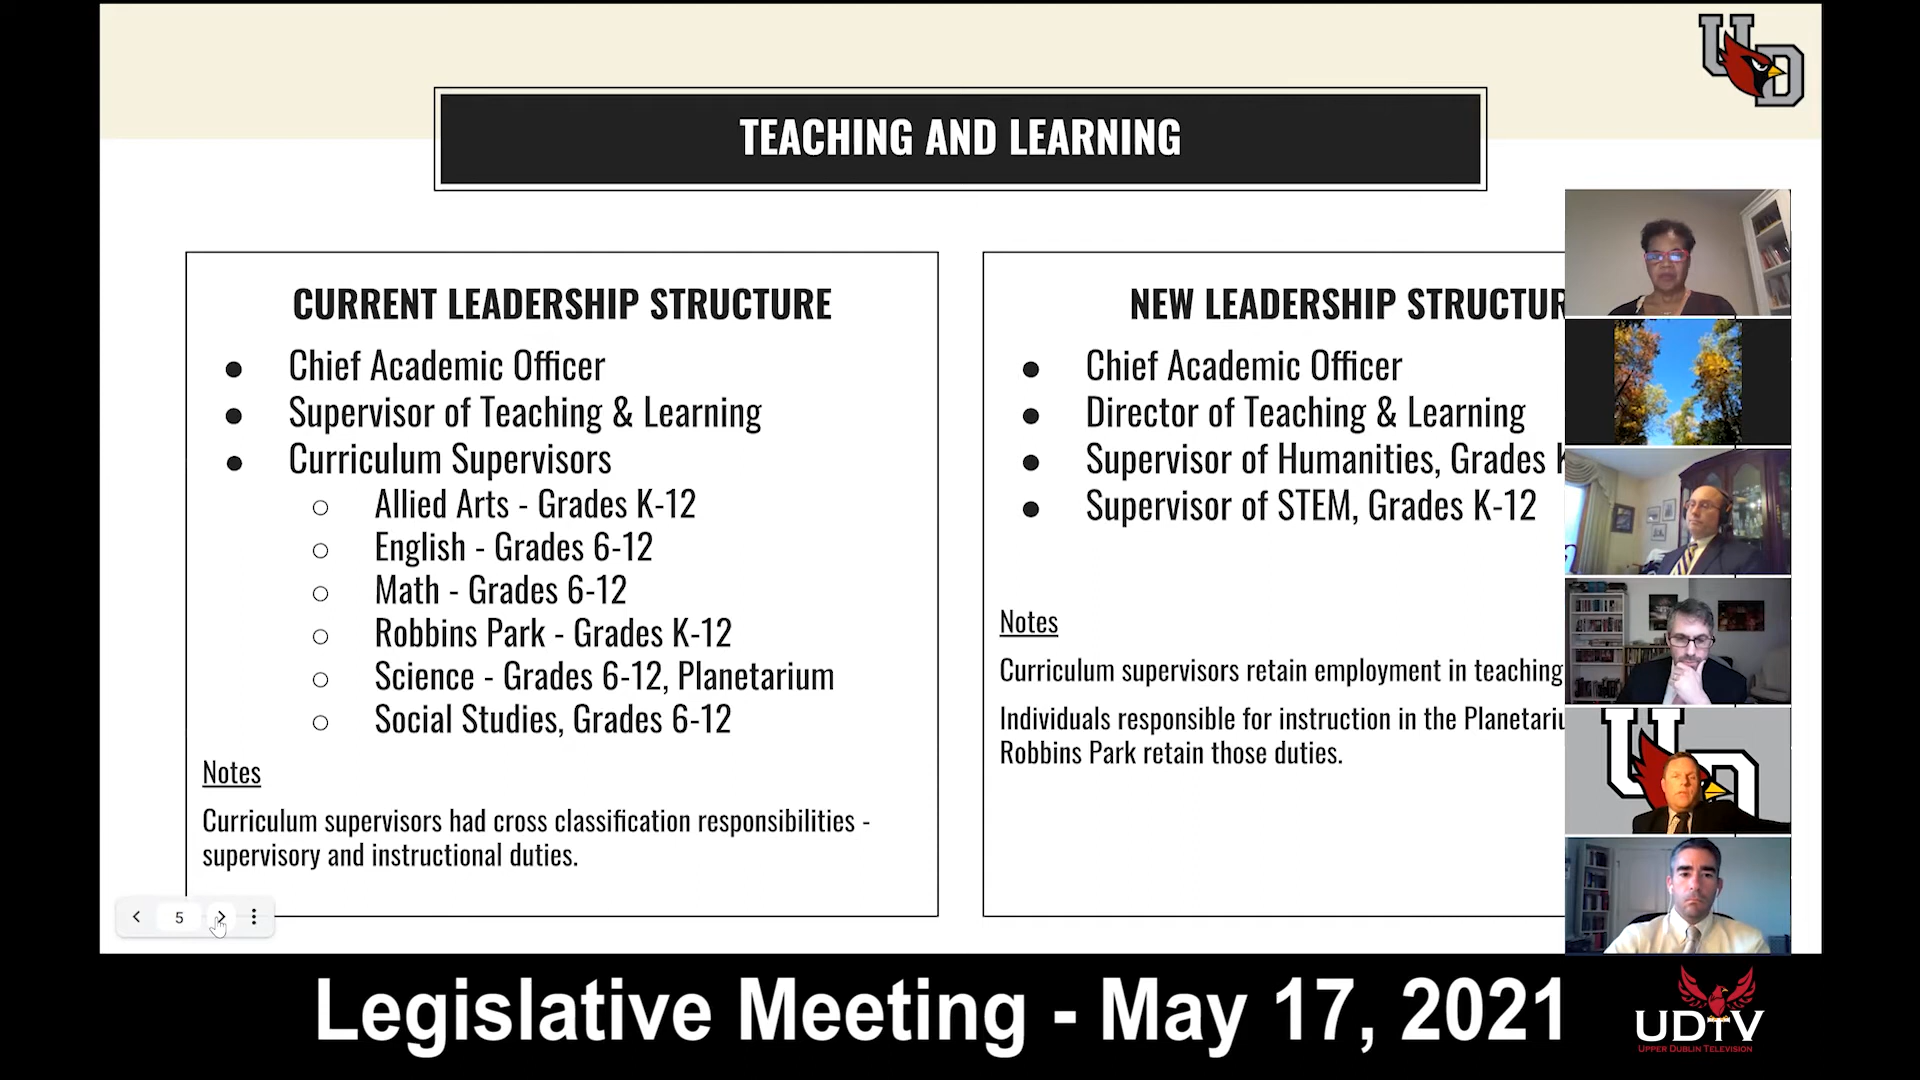 UD
TEACHING AND LEARNING
CURRENT LEADERSHIP STRUCTURE
● Chief Academic Officer
● Supervisor of Teaching & Learning
● Curriculum Supervisors
○ Allied Arts - Grades K-12
○ English - Grades 6-12
○ Math - Grades 6-12
○ Robbins Park - Grades K-12
○ Science - Grades 6-12, Planetarium
○ Social Studies, Grades 6-12
Notes
Curriculum supervisors had cross classification responsibilities -
supervisory and instructional duties.
NEW LEADERSHIP STRUCTUR
● Chief Academic Officer
● Director of Teaching & Learning
● Supervisor of Humanities, Grades
● Supervisor of STEM, Grades K-12
Notes
Curriculum supervisors retain employment in teaching
Individuals responsible for instruction in the
Robbins Park retain those duties.
UD
5
Legislative Meeting - May 17, 2021
UDTV
UPPER DUBLIN TELEVISION